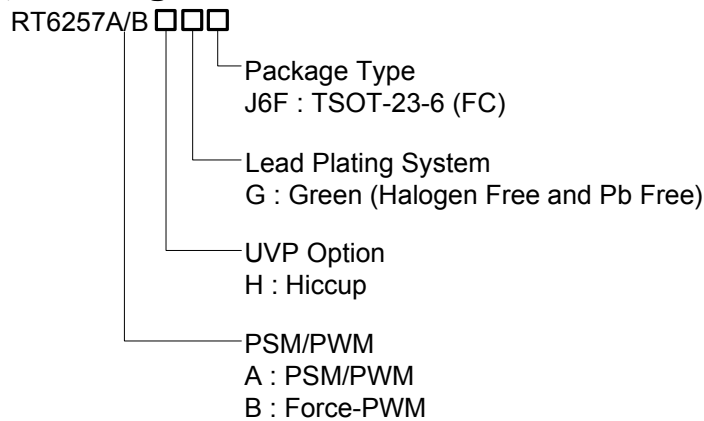 RT6257A/B
Package Type
J6F : TSOT-23-6 (FC)
Lead Plating System
G : Green (Halogen Free and Pb Free)
UVP Option
H : Hiccup
PSM/PWM
A : PSM/PWM
B : Force-PWM